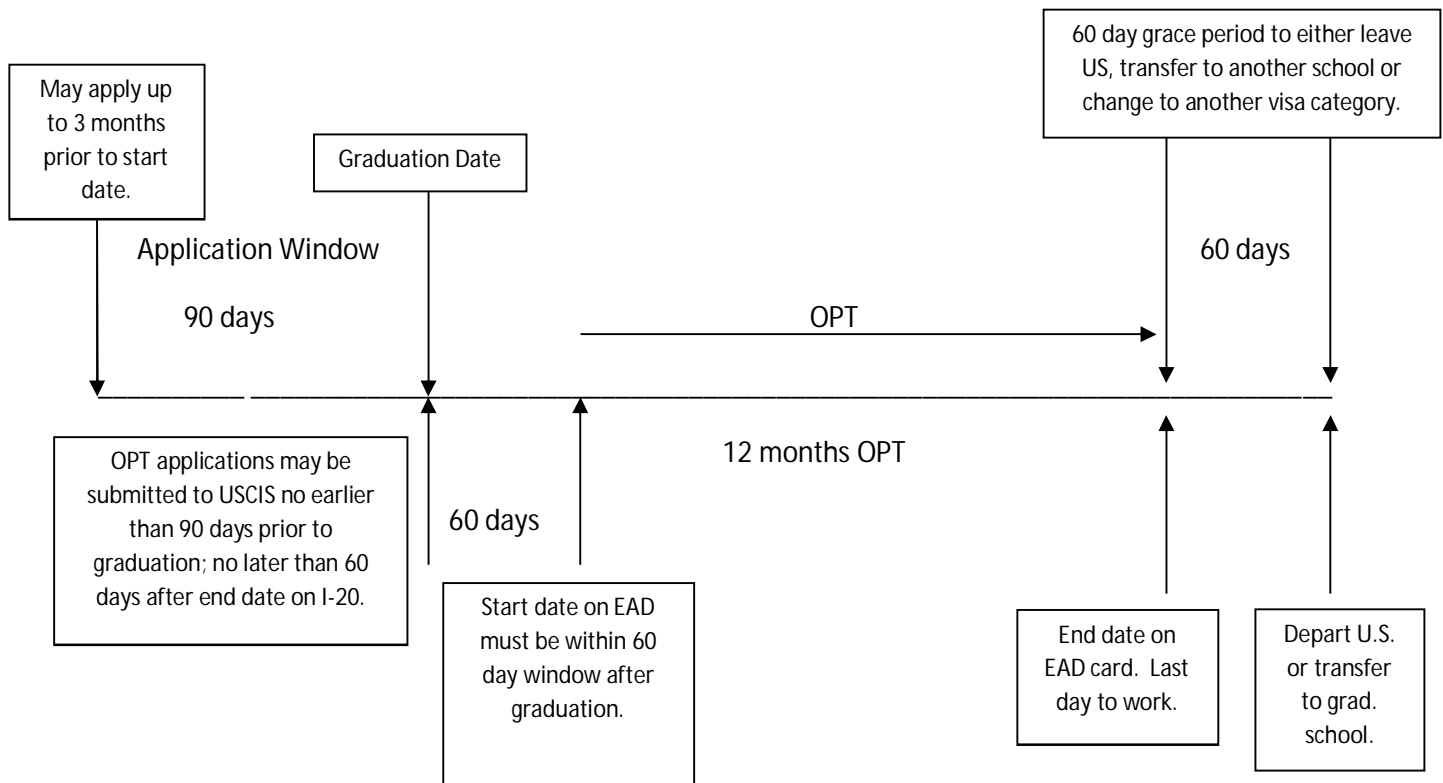 60 day grace period to either leave
US, transfer to another school or
change to another visa category.
May apply up
to 3 months
prior to start
date.
Graduation Date
Application Window
60 days
90 days
OPT
12 months OPT
OPT applications may be
submitted to USCIS no earlier
than 90 days prior to
graduation; no later than 60
days after end date on I-20.
60 days
Start date on EAD
must be within 60
day window after
graduation.
End date on
EAD card. Last
day to work.
Depart U.S.
or transfer
to grad.
school.